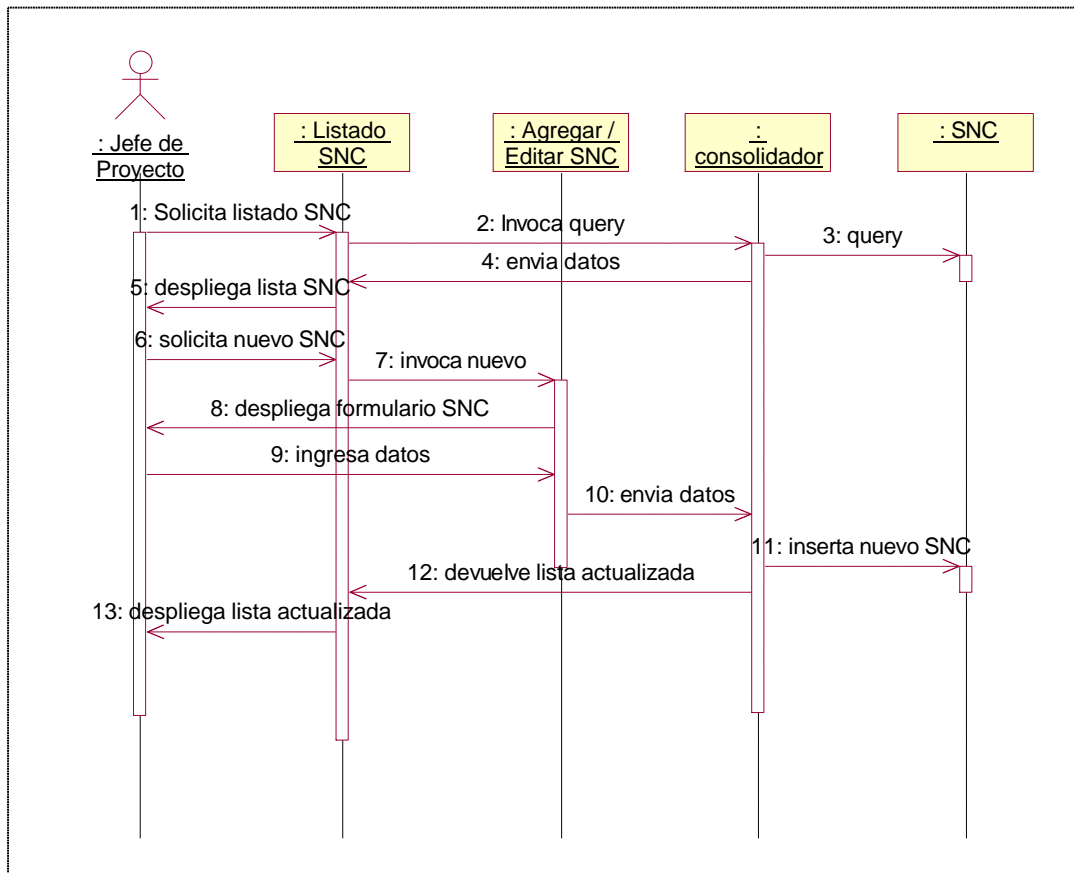 : Jefe de
Proyecto
: Listado
SNC
: Agregar /
Editar SNC
:
consolidador
: SNC
1: Solicita listado SNC
2: Invoca query
3: query
4: envia datos
5: despliega lista SNC
6: solicita nuevo SNC
7: invoca nuevo
8: despliega formulario SNC
9: ingresa datos
10: envia datos
11: inserta nuevo SNC
12: devuelve lista actualizada
13: despliega lista actualizada